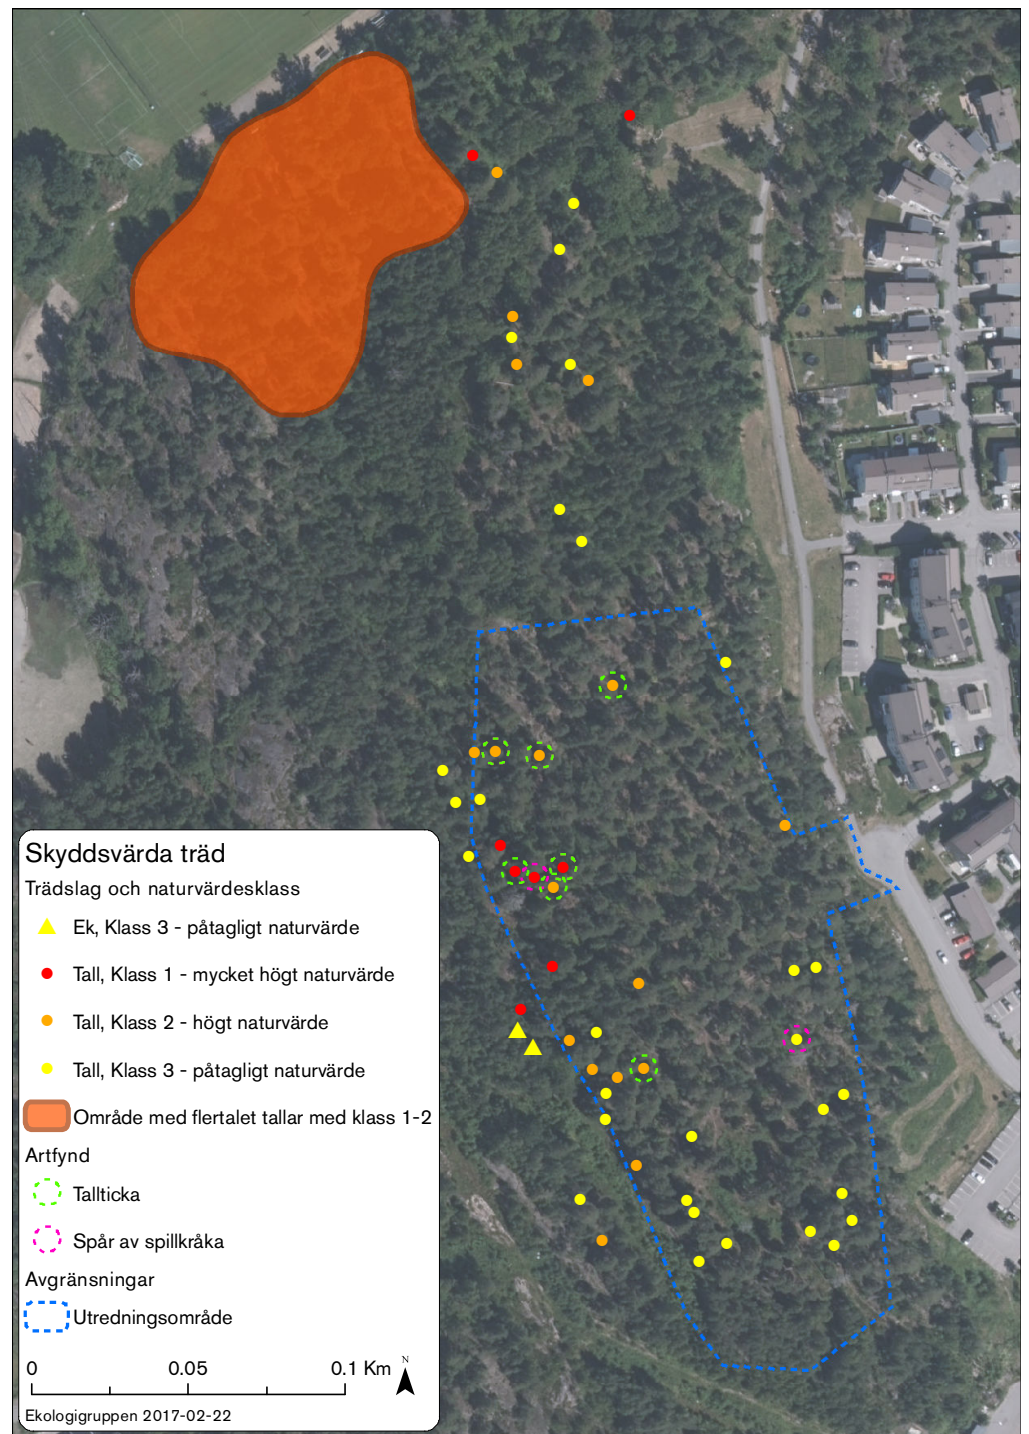 Skyddsvärda träd
Trädslag och naturvärdesklass
Ek, Klass 3 - påtagligt naturvärde
Tall, Klass 1 - mycket högt naturvärde
Tall, Klass 2 - högt naturvärde
Tall, Klass 3 - påtagligt naturvärde
Område med flertalet tallar med klass 1-2
Artfynd
Tallticka
Spår av spillkråka
Avgränsningar
Utredningsområde
0 0.05 0.1 Km N
Ekologigruppen 2017-02-22